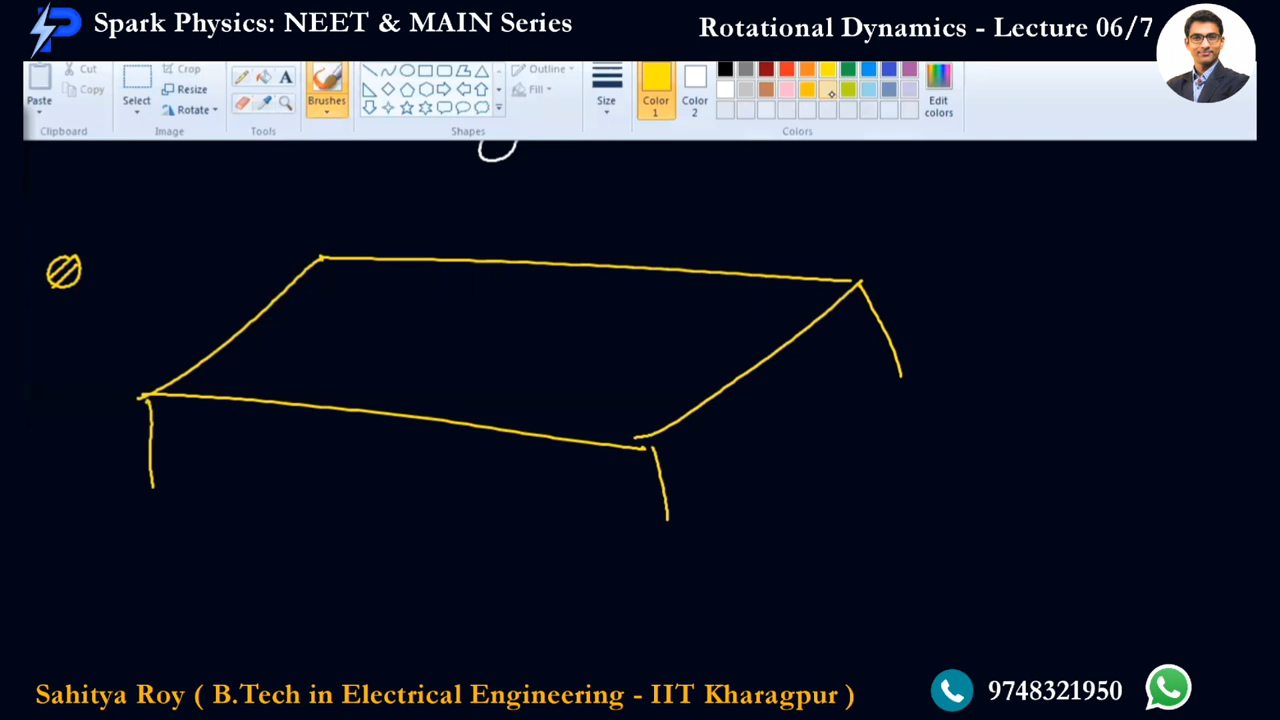 Spark Physics: NEET & MAIN Series
Rotational Dynamics - Lecture 06/7
Paste
Cut
Copy
Clipboard
Select
Crop
Resize
Rotate
Image
A
Tools
Brushes
Shapes
Outline
Fill
Size
Color
1
Color
2
Colors
Edit
colors
Sahitya Roy ( B.Tech in Electrical Engineering - IIT Kharagpur )
9748321950